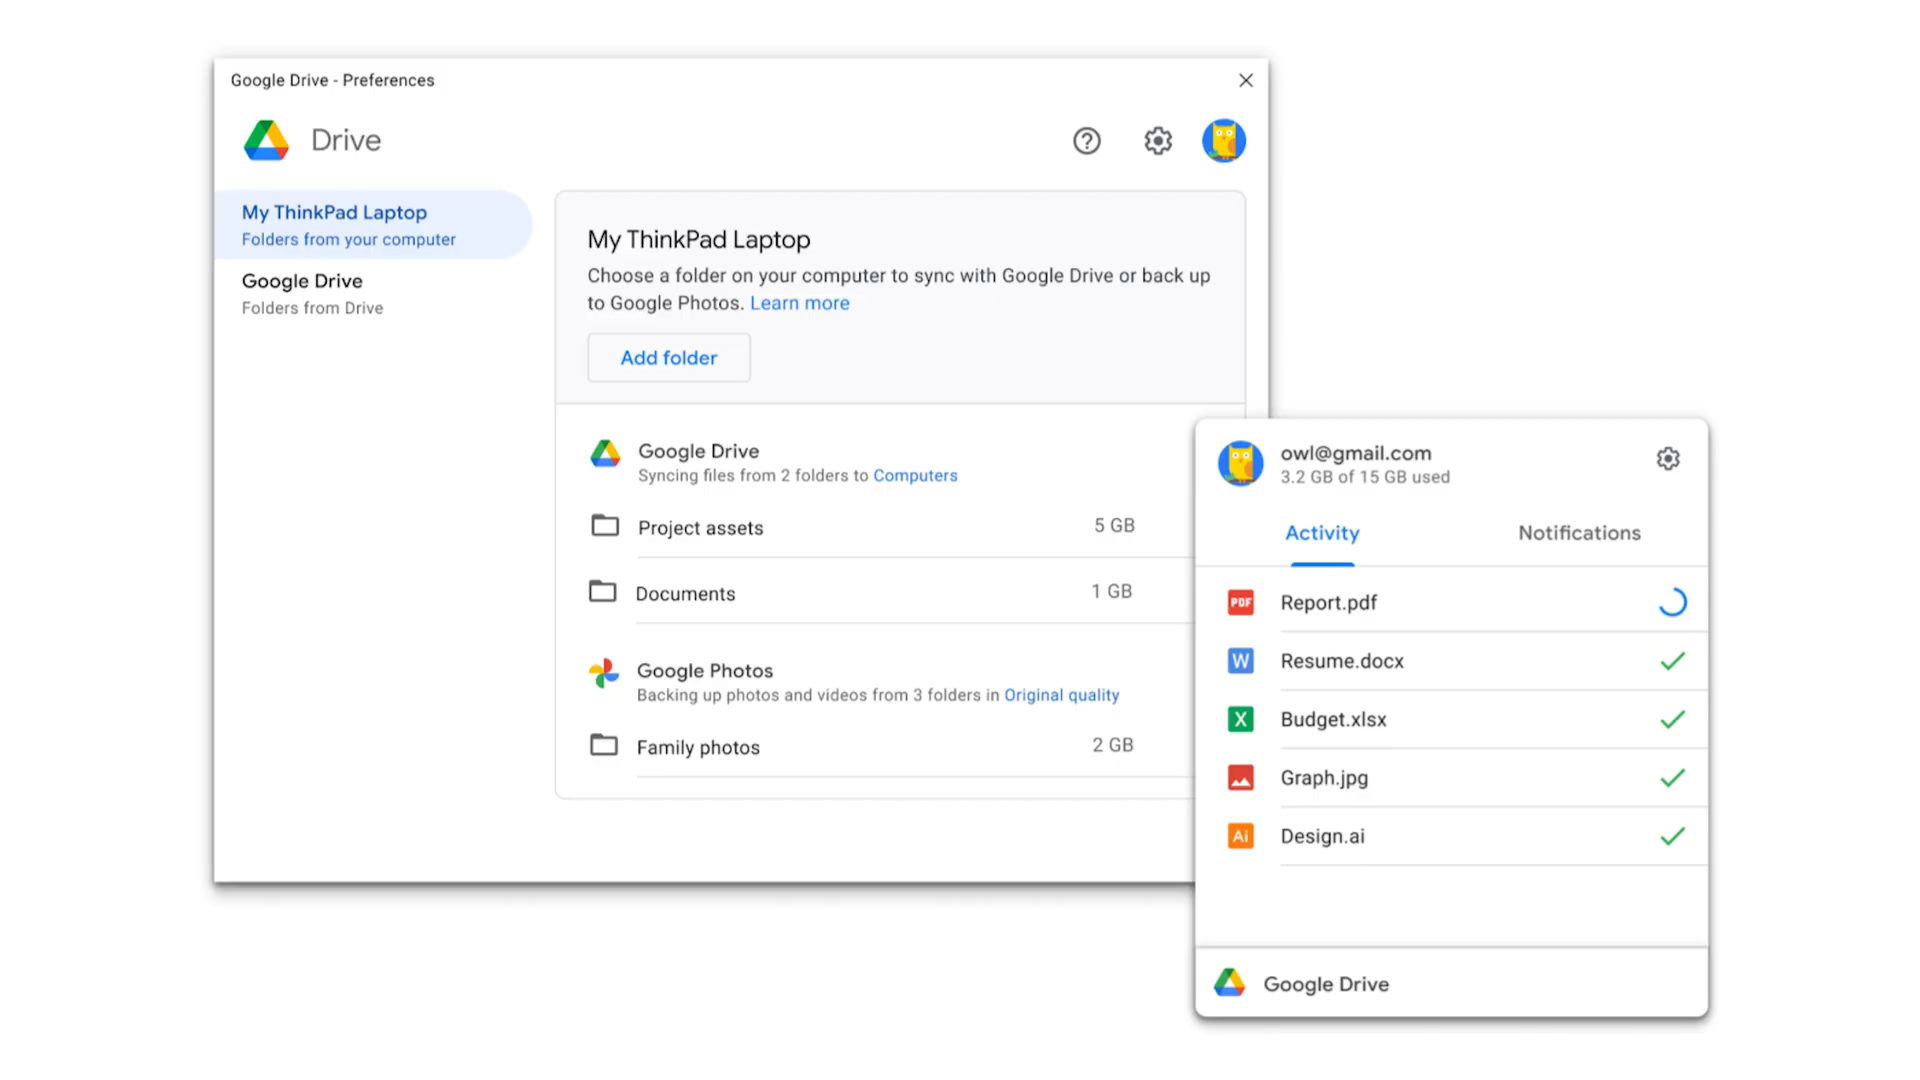 Google Drive - Preferences
Drive
My ThinkPad Laptop
Folders from your computer
Google Drive
Folders from Drive
My ThinkPad Laptop
Choose a folder on your computer to sync with Google Drive or back up
to Google Photos. Learn more
Add folder
Google Drive
Syncing files from 2 folders to Computers
Project assets 5 GB
Documents 1 GB
Google Photos
Backing up photos and videos from 3 folders in Original quality
Family photos 2 GB
owl@gmail.com
3.2 GB of 15 GB used
Activity Notifications
PDF Report.pdf
W Resume.docx
X Budget.xlsx
Graph.jpg
Ai Design.ai
Google Drive